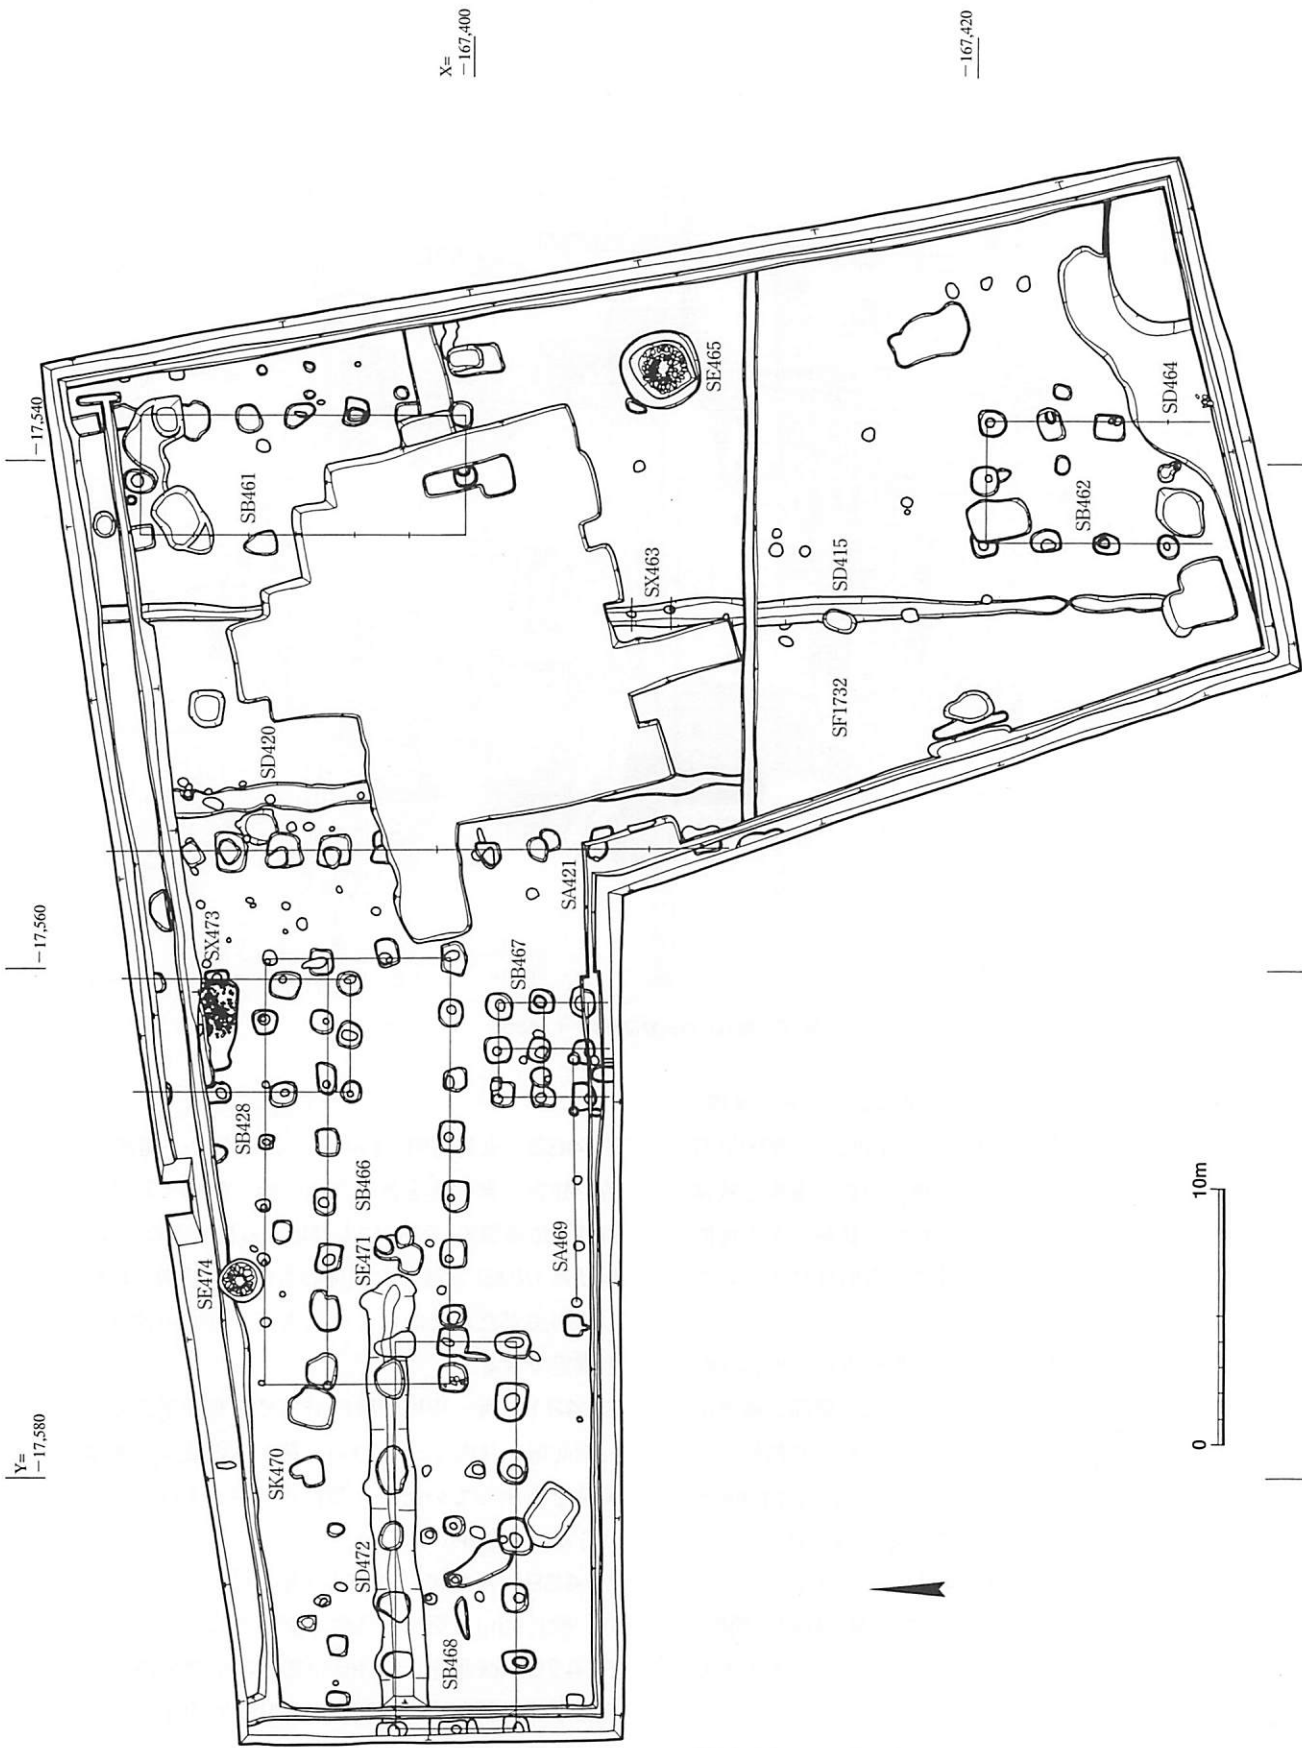 X=
−167,400
−167,420
−17,540
−17,560
Y=
−17,580
SB461
SE465
SD464
SB462
SX463
SD415
SF1732
SD420
SA421
SX473
SB467
SB428
SB466
SE471
SE474
SA469
SK470
SD472
SB468
0
10m